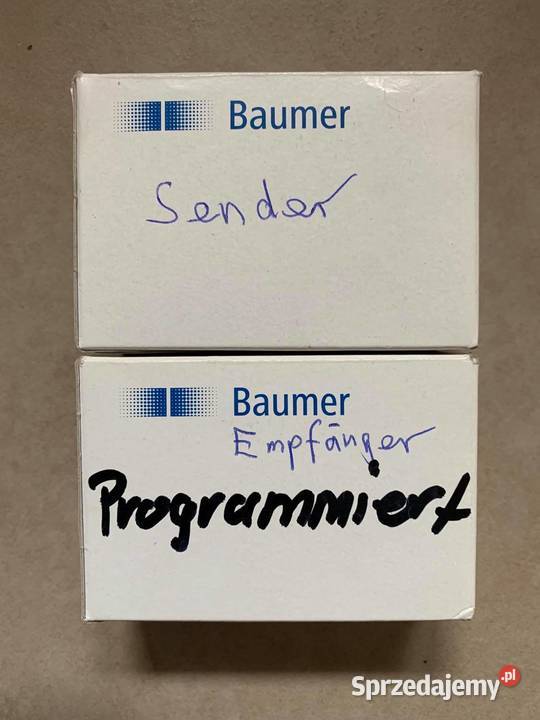 Baumer
Sender
Baumer
Empfänger
Programmiert
Sprzedajemy.pl